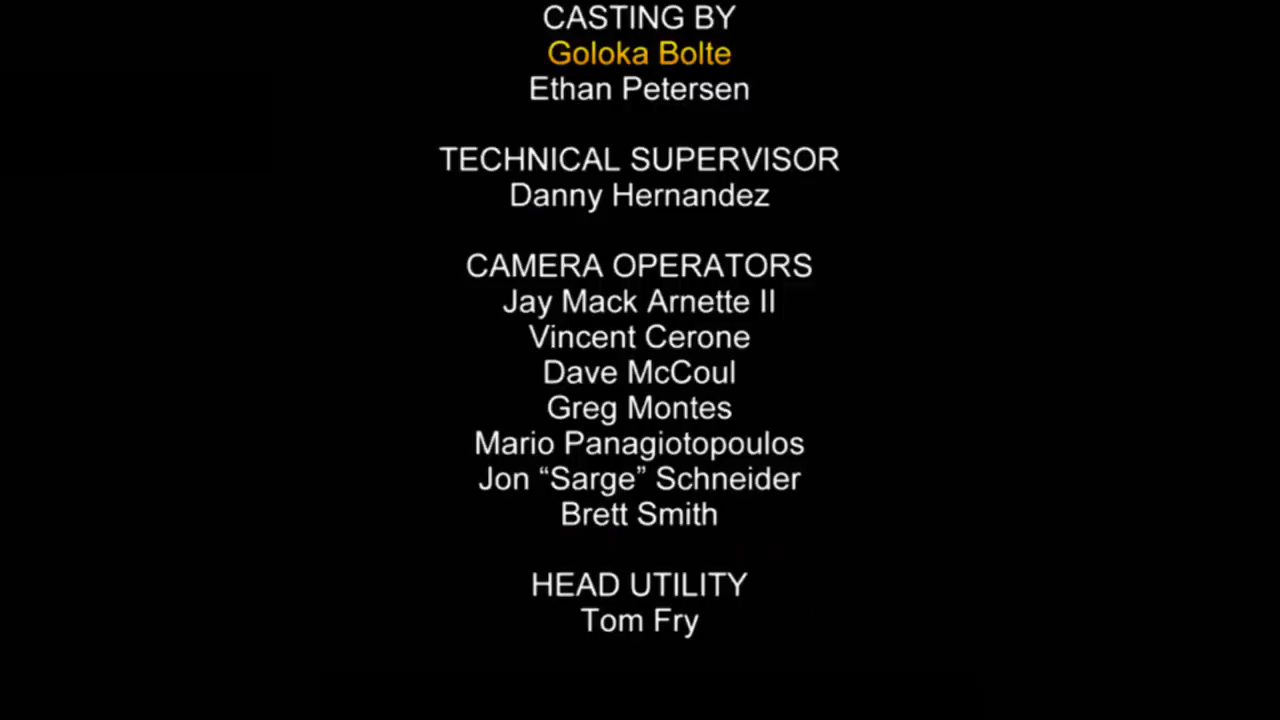 CASTING BY
Goloka Bolte
Ethan Petersen
TECHNICAL SUPERVISOR
Danny Hernandez
CAMERA OPERATORS
Jay Mack Arnette II
Vincent Cerone
Dave McCoul
Greg Montes
Mario Panagiotopoulos
Jon “Sarge” Schneider
Brett Smith
HEAD UTILITY
Tom Fry